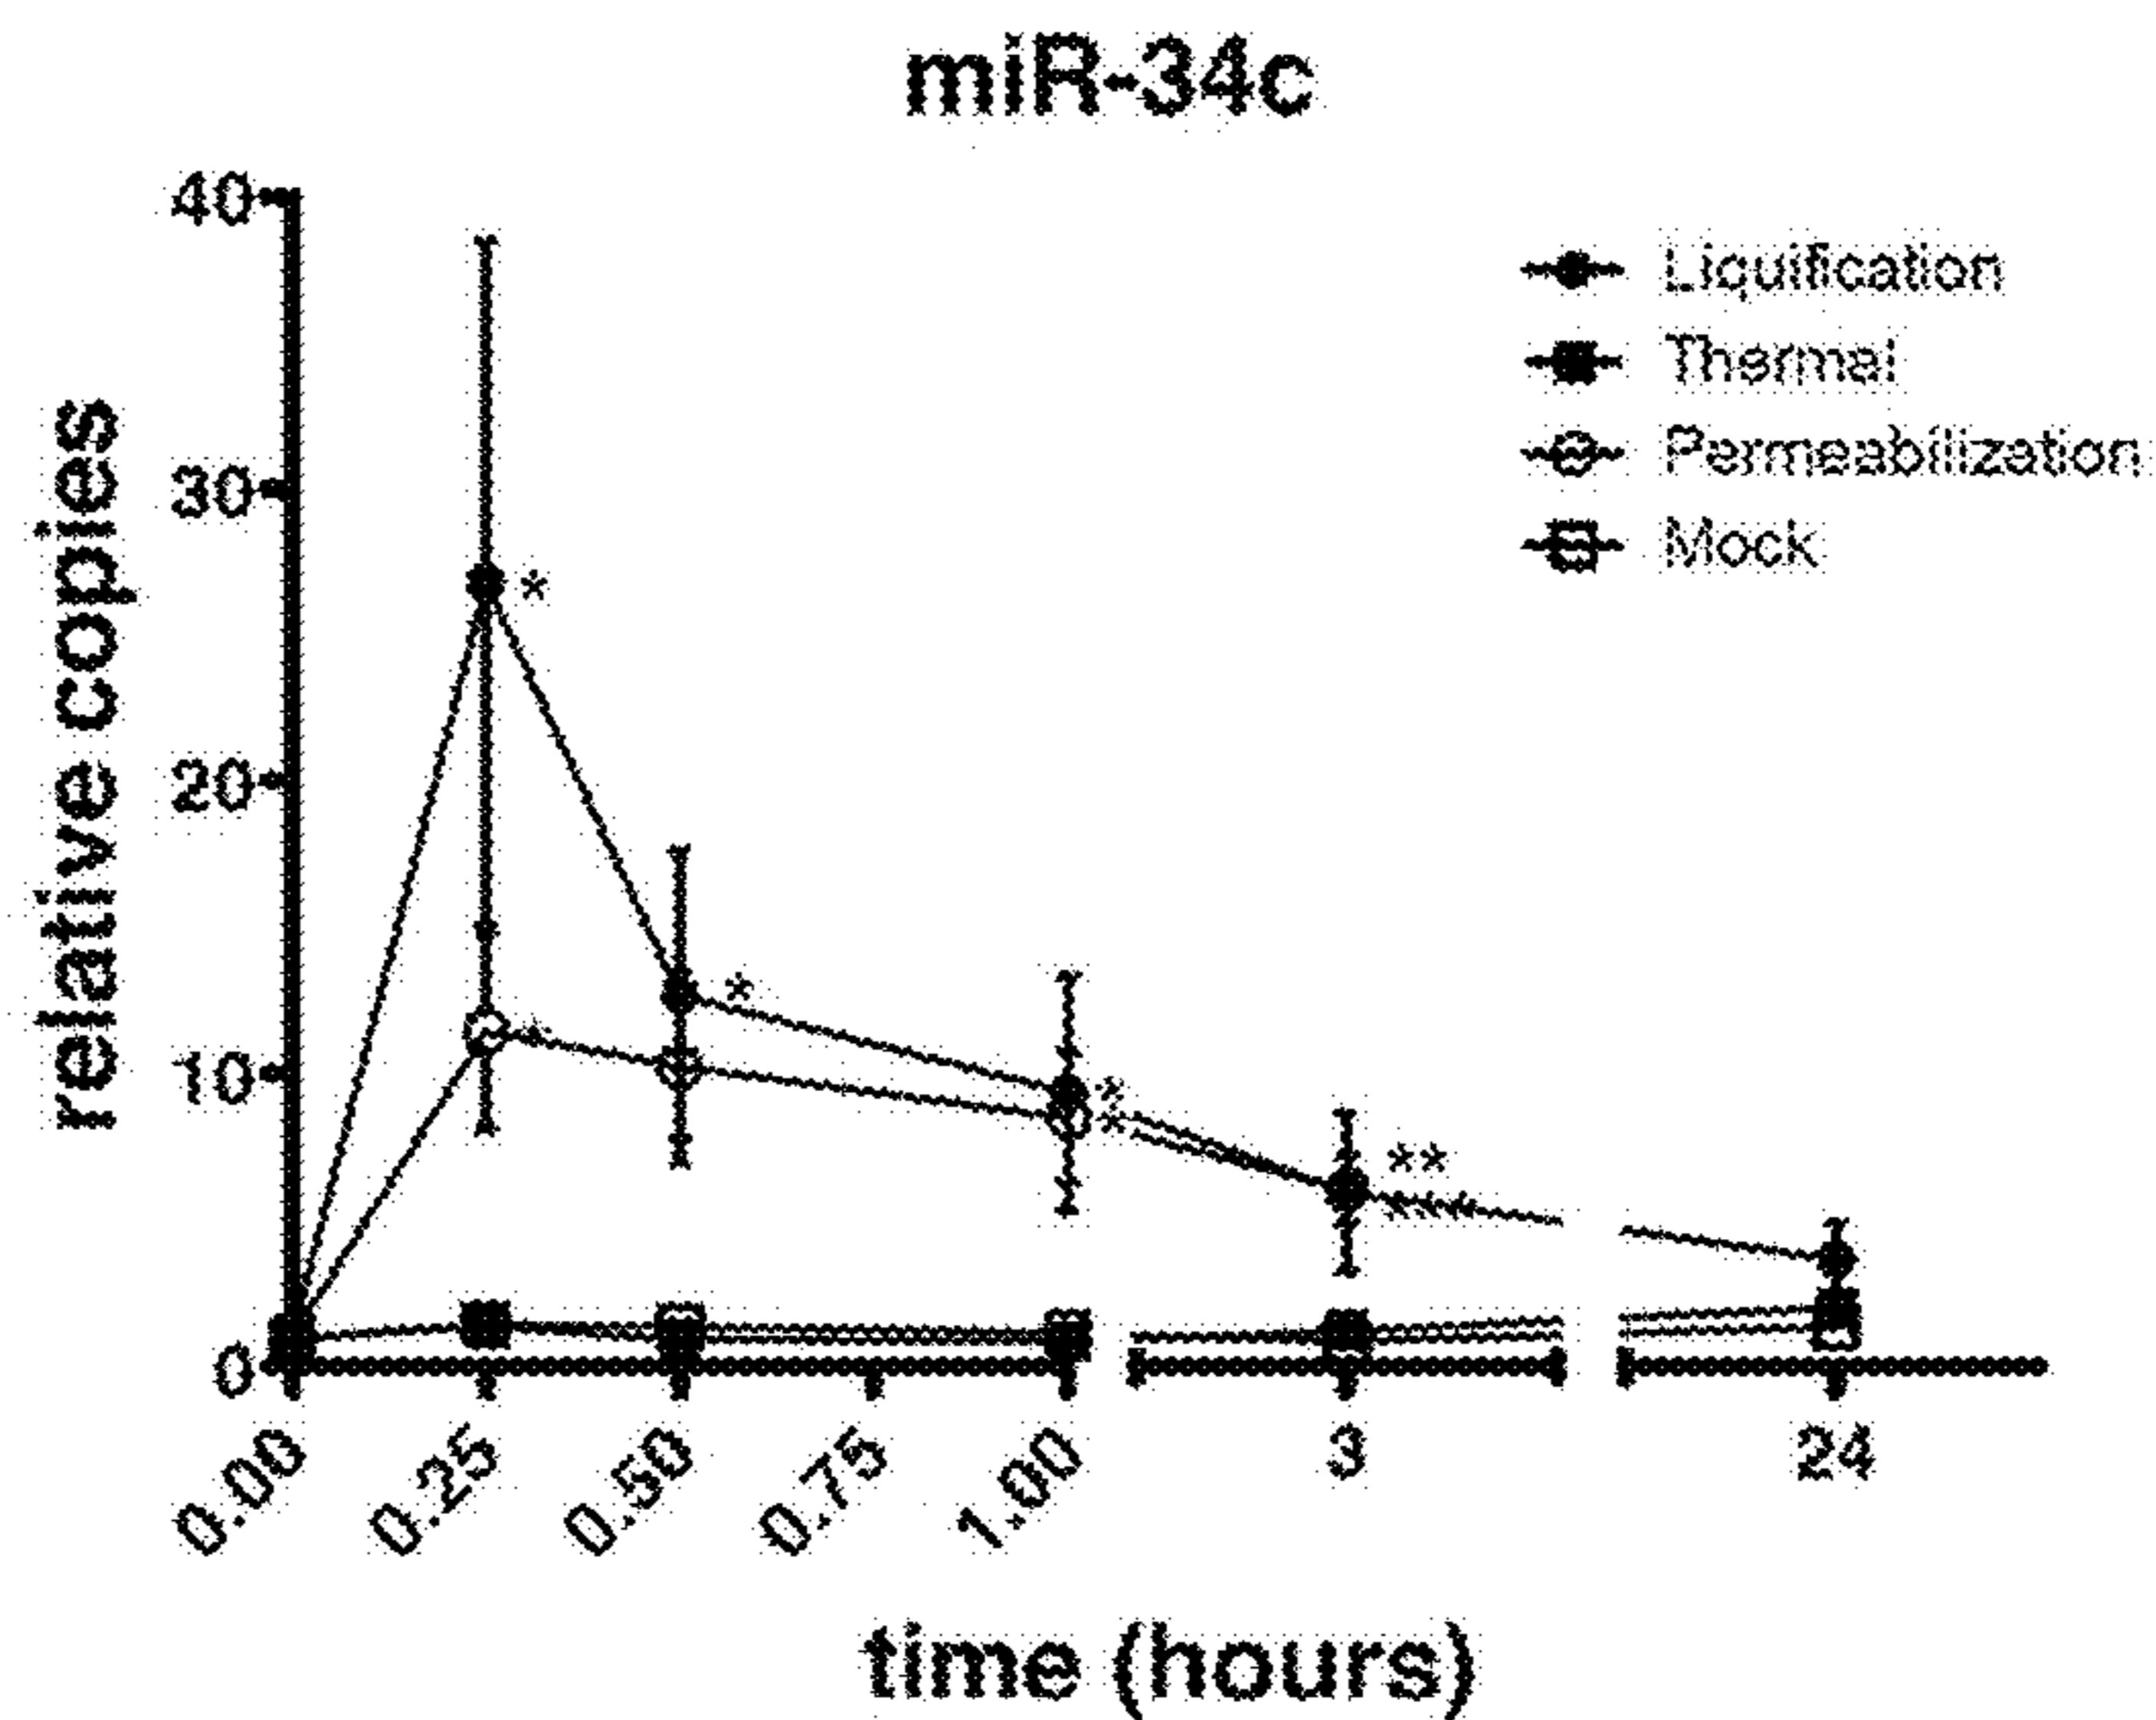 miR-34c
40
30
20
10
0
relative copies
Liquification
Thermal
Permeabilization
Mock
*
*
*
*
*
**
****
0.00
0.25
0.50
0.75
1.00
3
24
time (hours)